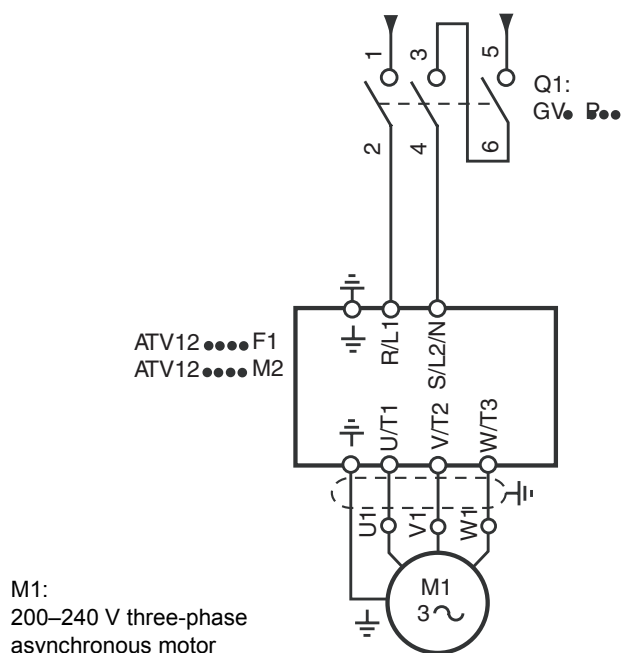 1 3 5
Q1:
GV● P●●
2 4 6
R/L1 S/L2/N
ATV12●●●●F1
ATV12●●●●M2
U/T1 V/T2 W/T3
U1 V1 W1
M1
3
M1:
200–240 V three-phase
asynchronous motor